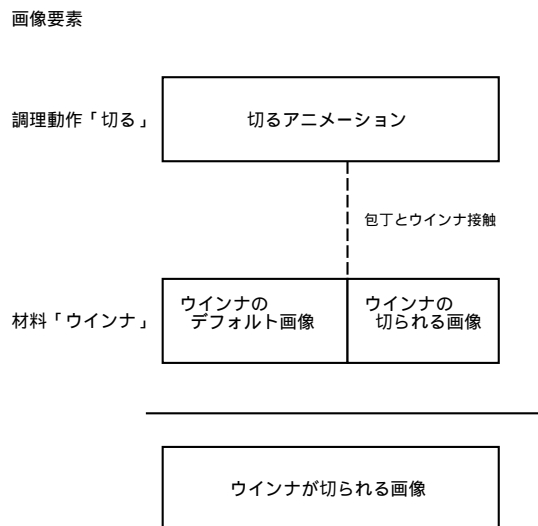 画像要素
調理動作「切る」
切るアニメーション
包丁とウインナ接触
材料「ウインナ」
ウインナの
デフォルト画像
ウインナの
切られる画像
ウインナが切られる画像